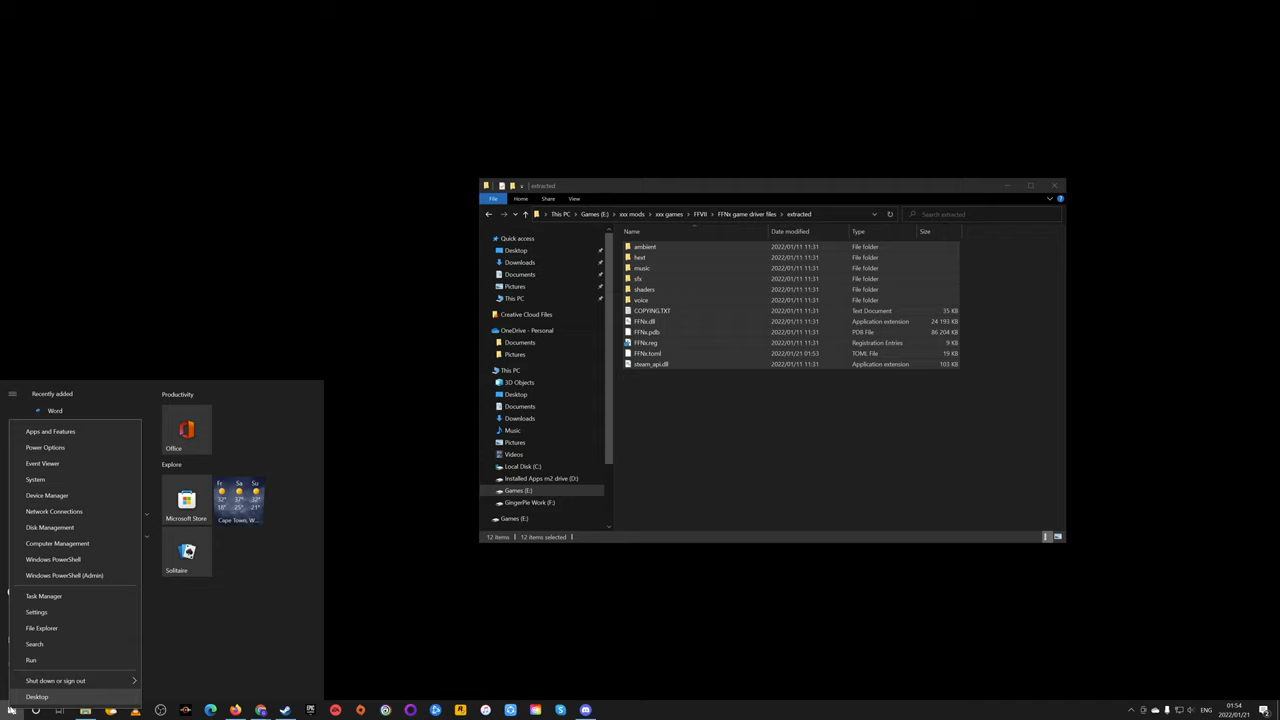 extracted
File
Home
Share
View
This PC
Games (E:)
xxx mods
xxx games
FFVII
FFNx game driver files
extracted
Search extracted
Name
Date modified
Type
Size
Quick access
Desktop
Downloads
Documents
Pictures
This PC
Creative Cloud Files
OneDrive - Personal
Documents
Pictures
This PC
3D Objects
Desktop
Documents
Downloads
Music
Pictures
Videos
Local Disk (C:)
Installed Apps m2 drive (D:)
Games (E:)
GingerPie Work (F:)
Games (E:)
ambient 2022/01/11 11:31 File folder
hext 2022/01/11 11:31 File folder
music 2022/01/11 11:31 File folder
sfx 2022/01/11 11:31 File folder
shaders 2022/01/11 11:31 File folder
voice 2022/01/11 11:31 File folder
COPYING.TXT 2022/01/11 11:31 Text Document 35 KB
FFNx.dll 2022/01/11 11:31 Application extension 24 193 KB
FFNx.pdb 2022/01/11 11:31 PDB File 86 204 KB
FFNx.reg 2022/01/11 11:31 Registration Entries 9 KB
FFNx.toml 2022/01/21 01:53 TOML File 19 KB
steam_api.dll 2022/01/11 11:31 Application extension 103 KB
12 items
12 items selected
Recently added
Word
Productivity
Office
Explore
Microsoft Store
Fr Sa Su
32° 37° 32°
18° 25° 21°
Cape Town, W...
Solitaire
Apps and Features
Power Options
Event Viewer
System
Device Manager
Network Connections
Disk Management
Computer Management
Windows PowerShell
Windows PowerShell (Admin)
Task Manager
Settings
File Explorer
Search
Run
Shut down or sign out
Desktop
EPIC
ENG
01:54
2022/01/21